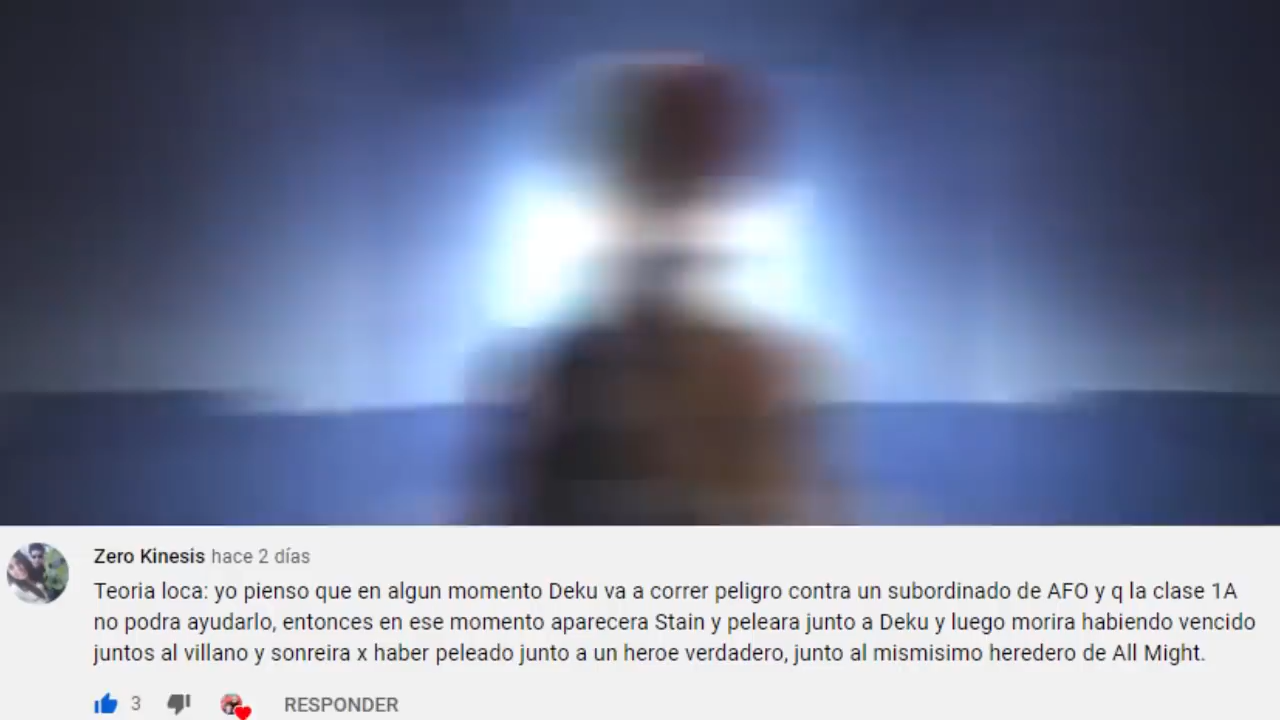 Zero Kinesis hace 2 días
Teoria loca: yo pienso que en algun momento Deku va a correr peligro contra un subordinado de AFO y q la clase 1A
no podra ayudarlo, entonces en ese momento aparecera Stain y peleara junto a Deku y luego morira habiendo vencido
juntos al villano y sonreira x haber peleado junto a un heroe verdadero, junto al mismisimo heredero de All Might.
3 RESPONDER